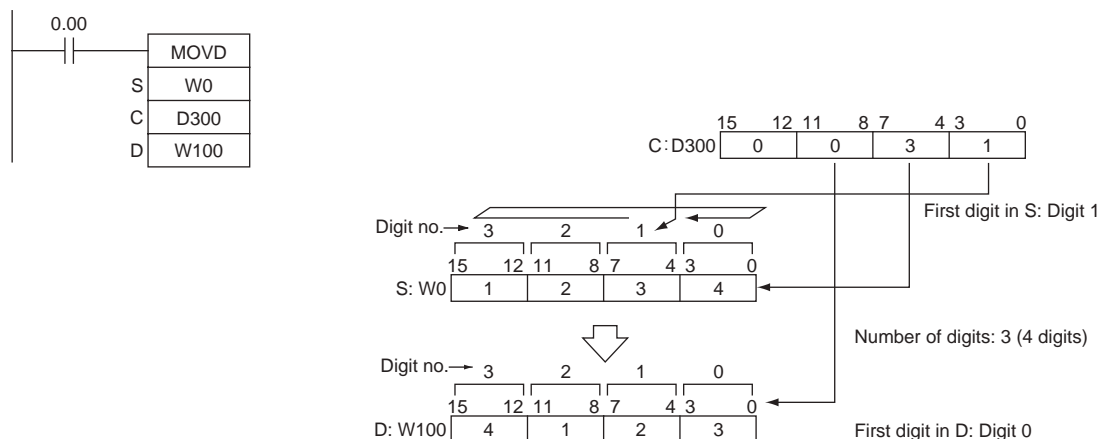 0.00
MOVD
S W0
C D300
D W100
15 12 11 8 7 4 3 0
C:D300 0 0 3 1
First digit in S: Digit 1
Digit no. 3 2 1 0
15 12 11 8 7 4 3 0
S: W0 1 2 3 4
Number of digits: 3 (4 digits)
Digit no. 3 2 1 0
15 12 11 8 7 4 3 0
D: W100 4 1 2 3
First digit in D: Digit 0